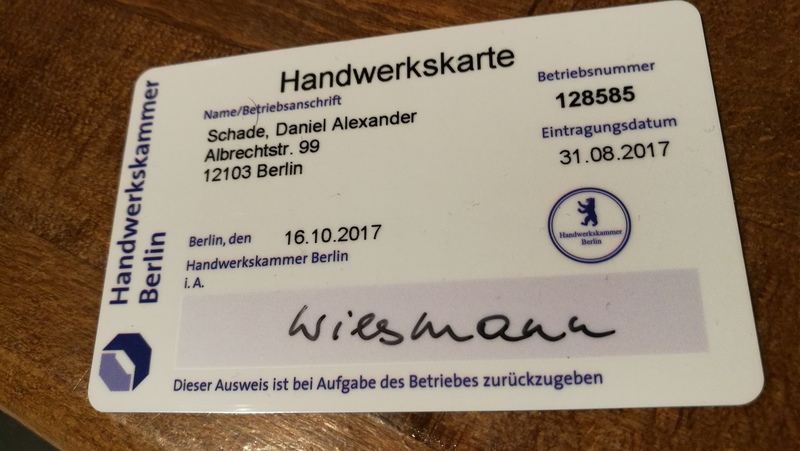 Handwerkskammer
Berlin
Handwerkskarte
Name/Betriebsanschrift
Schade, Daniel Alexander
Albrechtstr. 99
12103 Berlin
Betriebsnummer
128585
Eintragungsdatum
31.08.2017
Berlin, den 16.10.2017
Handwerkskammer Berlin
i. A.
Wiesmann
Handwerkskammer
Berlin
Dieser Ausweis ist bei Aufgabe des Betriebes zurückzugeben